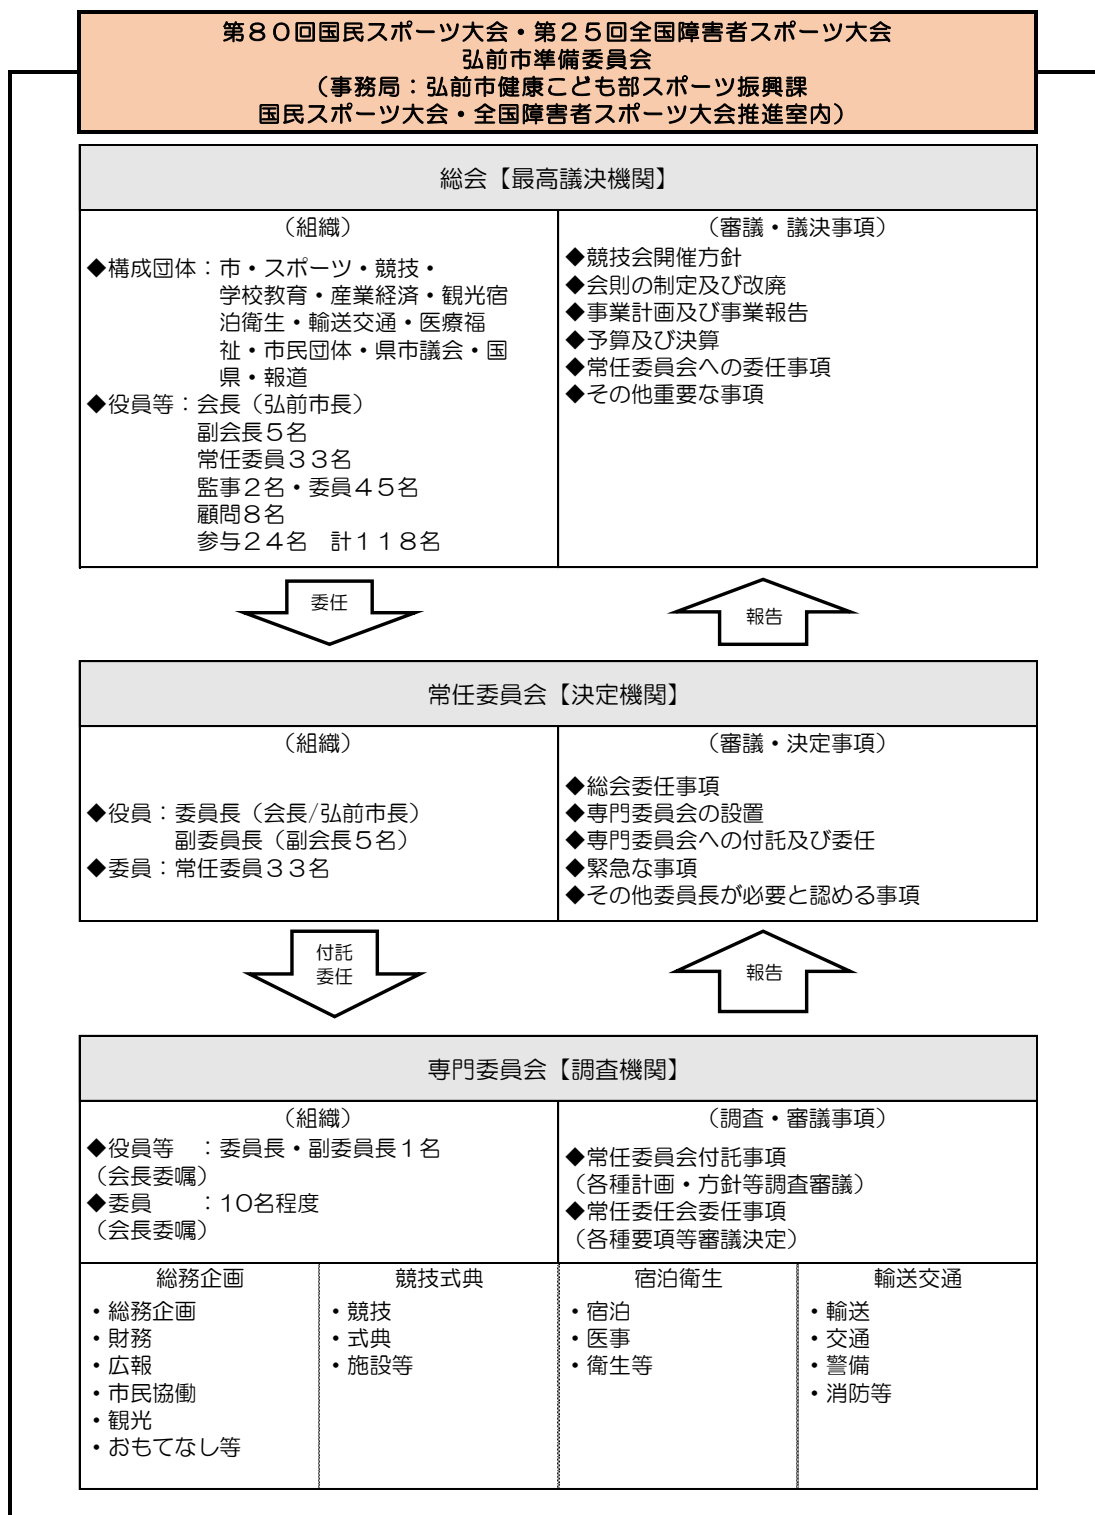 第８０回国民スポーツ大会・第２５回全国障害者スポーツ大会
弘前市準備委員会
（事務局：弘前市健康こども部スポーツ振興課
国民スポーツ大会・全国障害者スポーツ大会推進室内）
総会【最高議決機関】
（組織）
◆構成団体：市・スポーツ・競技・
学校教育・産業経済・観光宿
泊衛生・輸送交通・医療福
祉・市民団体・県市議会・国
県・報道
◆役員等：会長（弘前市長）
副会長５名
常任委員３３名
監事２名・委員４５名
顧問８名
参与２４名　計１１８名
（審議・議決事項）
◆競技会開催方針
◆会則の制定及び改廃
◆事業計画及び事業報告
◆予算及び決算
◆常任委員会への委任事項
◆その他重要な事項
委任
報告
常任委員会【決定機関】
（組織）
◆役員：委員長（会長/弘前市長）
副委員長（副会長５名）
◆委員：常任委員３３名
（審議・決定事項）
◆総会委任事項
◆専門委員会の設置
◆専門委員会への付託及び委任
◆緊急な事項
◆その他委員長が必要と認める事項
付託
委任
報告
専門委員会【調査機関】
（組織）
◆役員等　：委員長・副委員長１名
（会長委嘱）
◆委員　　：10名程度
（会長委嘱）
（調査・審議事項）
◆常任委員会付託事項
（各種計画・方針等調査審議）
◆常任委任会委任事項
（各種要項等審議決定）
総務企画
・総務企画
・財務
・広報
・市民協働
・観光
・おもてなし等
競技式典
・競技
・式典
・施設等
宿泊衛生
・宿泊
・医事
・衛生等
輸送交通
・輸送
・交通
・警備
・消防等